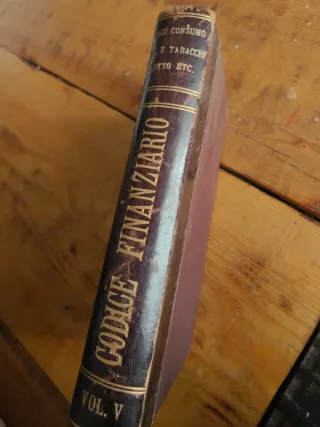 CONSUMO
E TABACCHI
ETC.
CODICE FINANZIARIO
VOL. V